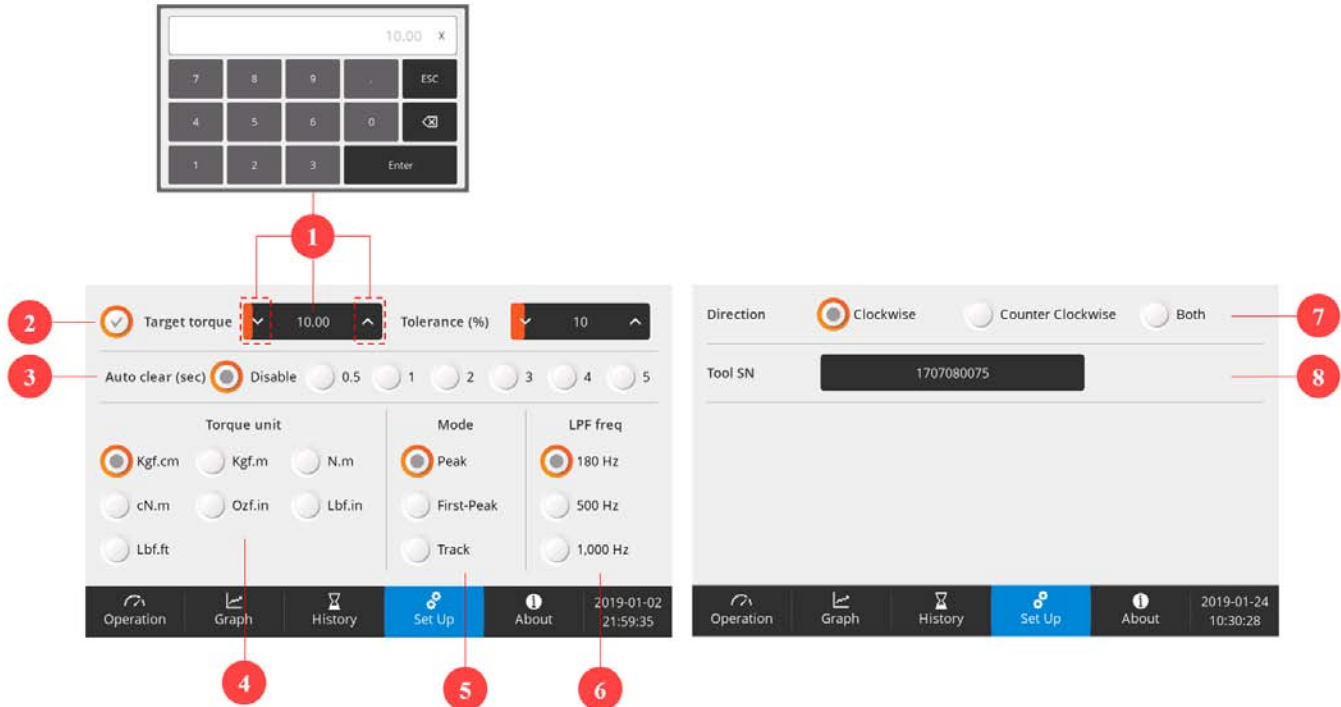 10.00 X
7 8 9 . ESC
4 5 6 0
1 2 3 Enter
1
2 Target torque 10.00 Tolerance (%) 10
3 Auto clear (sec) Disable 0.5 1 2 3 4 5
Torque unit Mode LPF freq
Kgf.cm Kgf.m N.m Peak 180 Hz
cN.m Ozf.in Lbf.in First-Peak 500 Hz
Lbf.ft Track 1,000 Hz
Operation Graph History Set Up About 2019-01-02
21:59:35
4 5 6
Direction Clockwise Counter Clockwise Both 7
Tool SN 1707080075 8
Operation Graph History Set Up About 2019-01-24
10:30:28